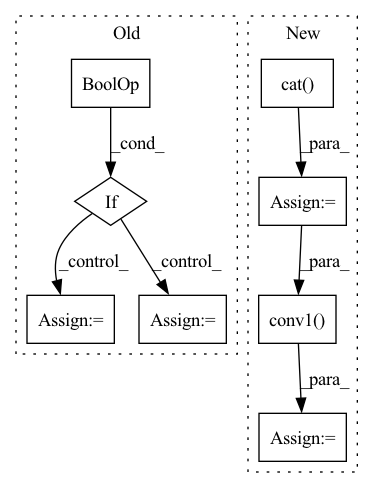 Old
New
BoolOp
cat()
_cond_
_para_
If
Assign:=
_control_
_control_
_para_
Assign:=
Assign:=
conv1()
_para_
Assign:=